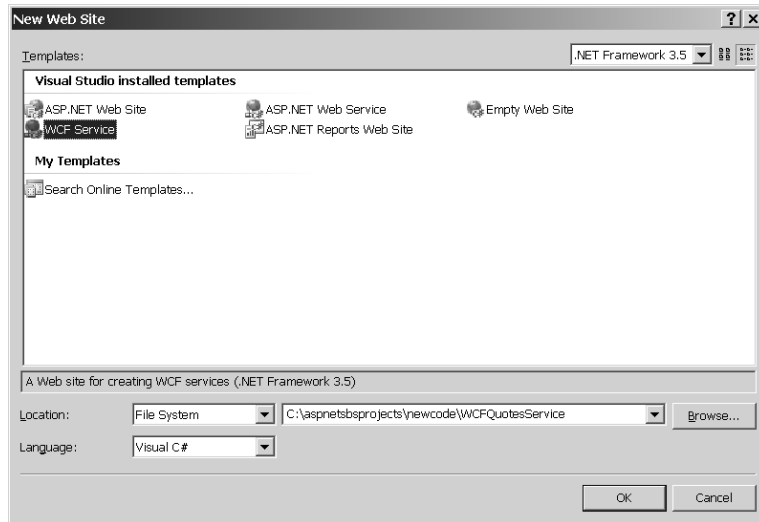 New Web Site
Templates: .NET Framework 3.5
Visual Studio installed templates
ASP.NET Web Site ASP.NET Web Service Empty Web Site
WCF Service ASP.NET Reports Web Site
My Templates
Search Online Templates...
A Web site for creating WCF services (.NET Framework 3.5)
Location: File System C:\aspnetsbsprojects\newcode\WCFQuotesService Browse...
Language: Visual C#
OK Cancel